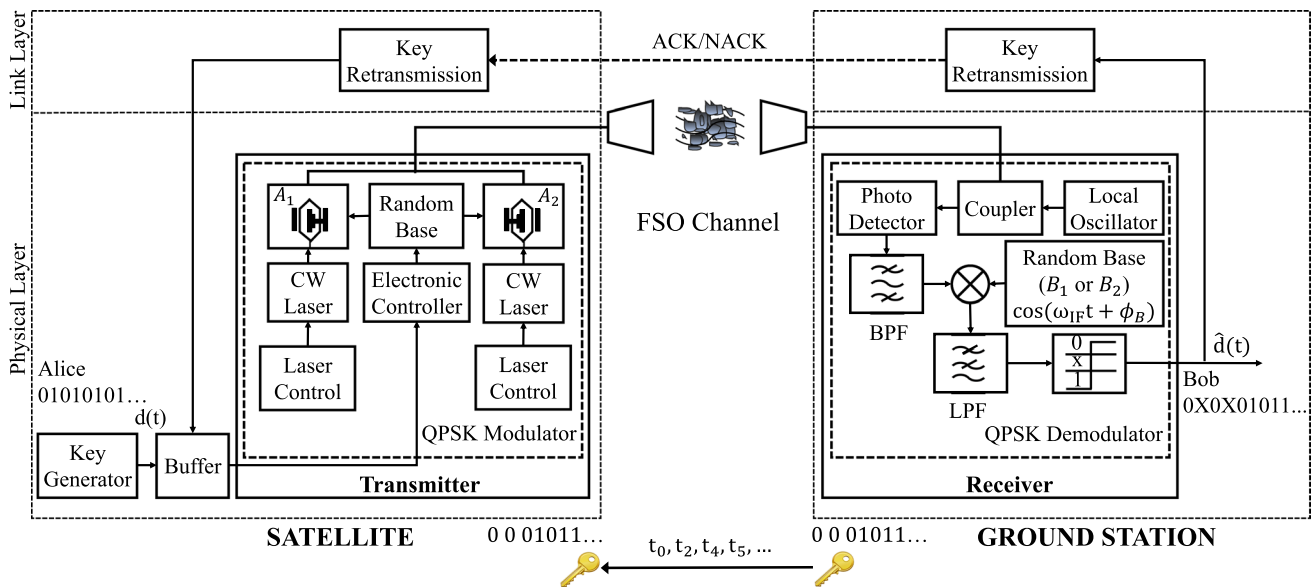 Link Layer
Key
Retransmission
ACK/NACK
Key
Retransmission
Physical Layer
A₁
Random
Base
A₂
CW
Laser
Electronic
Controller
CW
Laser
Laser
Control
Laser
Control
QPSK Modulator
Alice
01010101...
d(t)
Key
Generator
Buffer
Transmitter
SATELLITE
0 0 01011...
FSO Channel
Photo
Detector
Coupler
Local
Oscillator
BPF
Random Base
(B₁ or B₂)
cos(ω_IF t + ϕ_B)
LPF
0
x
1
d̂(t)
Bob
0X0X01011...
QPSK Demodulator
Receiver
0 0 01011...
GROUND STATION
t₀, t₂, t₄, t₅, ...